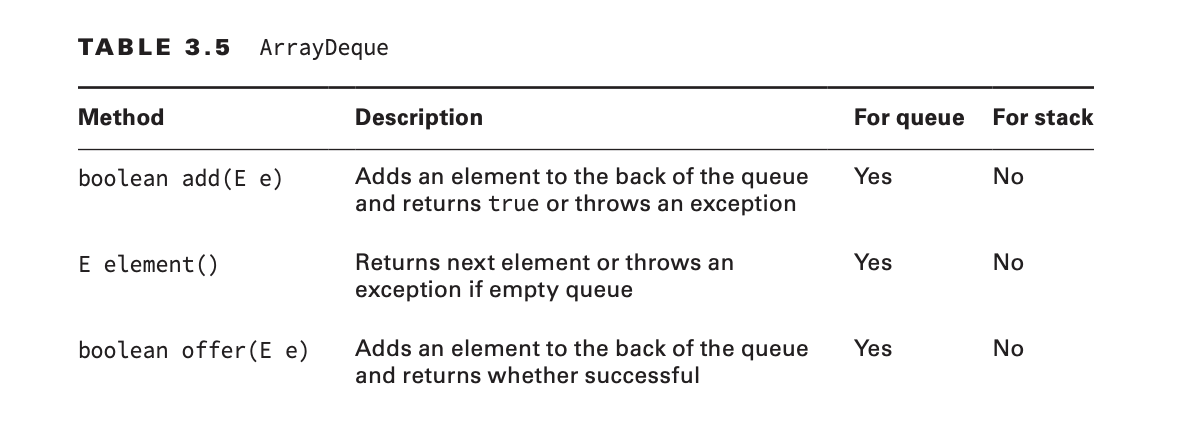 TABLE 3.5 ArrayDeque
Method Description For queue For stack
boolean add(E e) Adds an element to the back of the queue Yes No
and returns true or throws an exception
E element() Returns next element or throws an Yes No
exception if empty queue
boolean offer(E e) Adds an element to the back of the queue Yes No
and returns whether successful